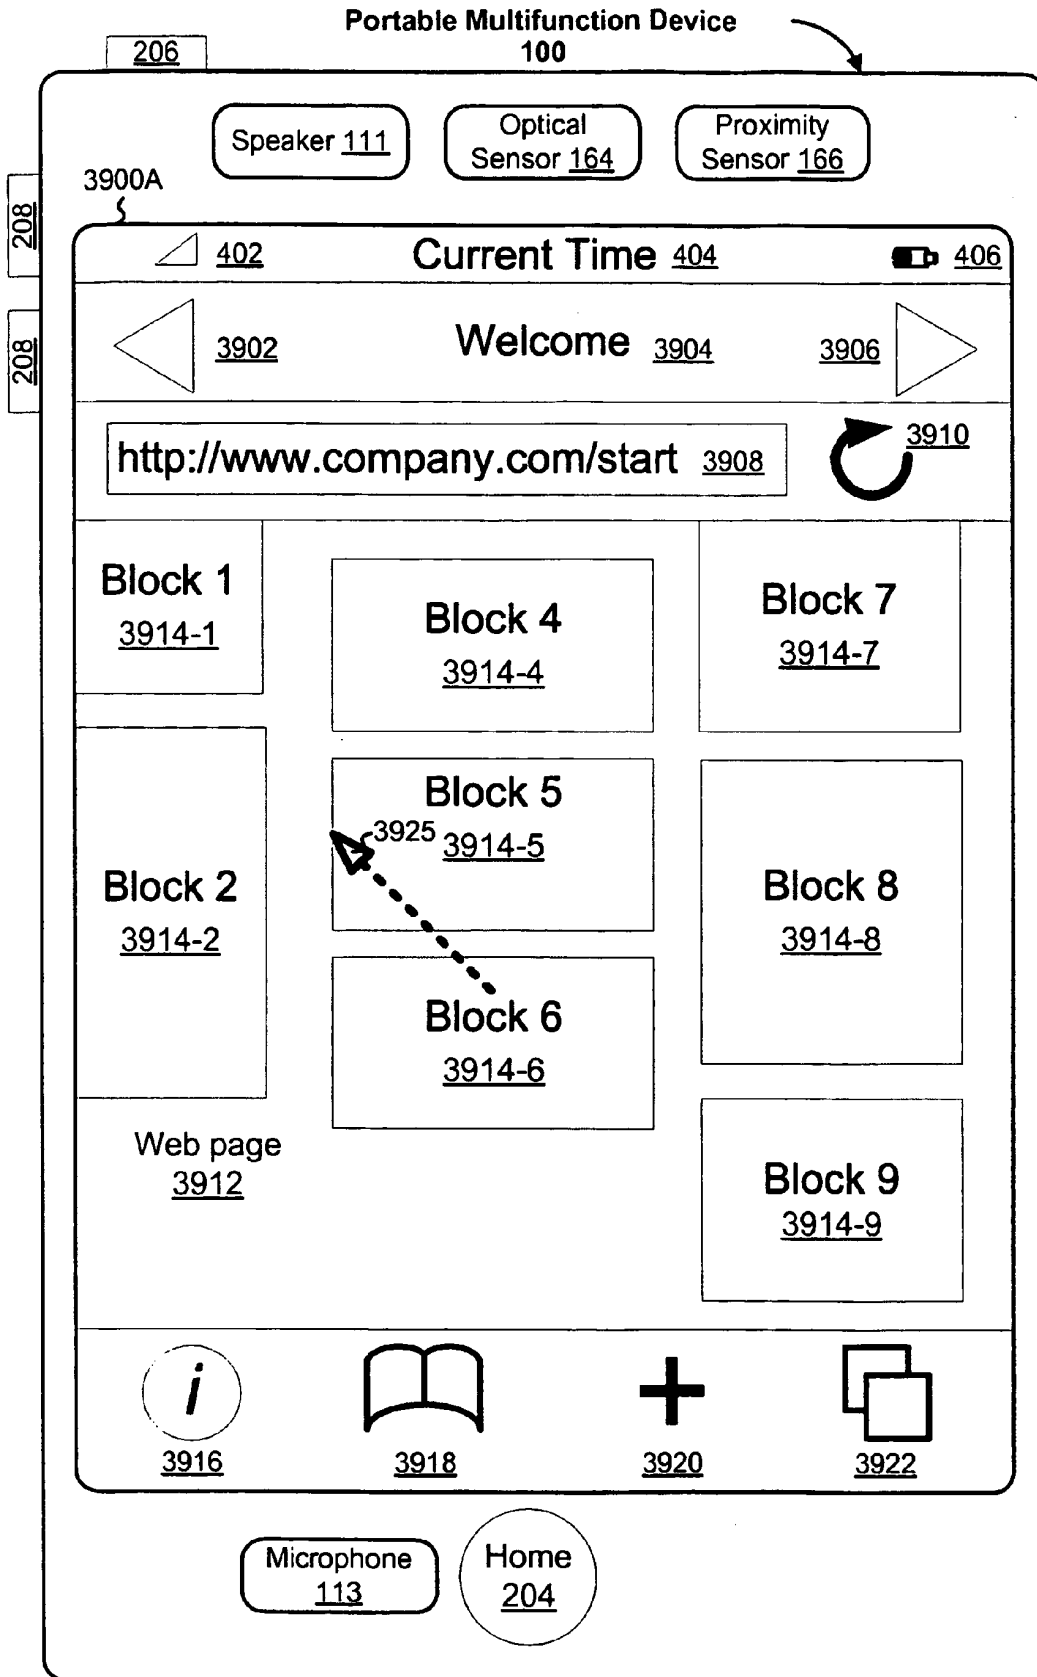 Portable Multifunction Device
100
206
Speaker 111
Optical
Sensor 164
Proximity
Sensor 166
3900A
208
208
402
Current Time 404
406
3902
Welcome 3904
3906
http://www.company.com/start 3908
3910
Block 1
3914-1
Block 4
3914-4
Block 7
3914-7
Block 2
3914-2
Block 5
3925
3914-5
Block 8
3914-8
Block 6
3914-6
Web page
3912
Block 9
3914-9
i
3916
3918
3920
3922
Microphone
113
Home
204